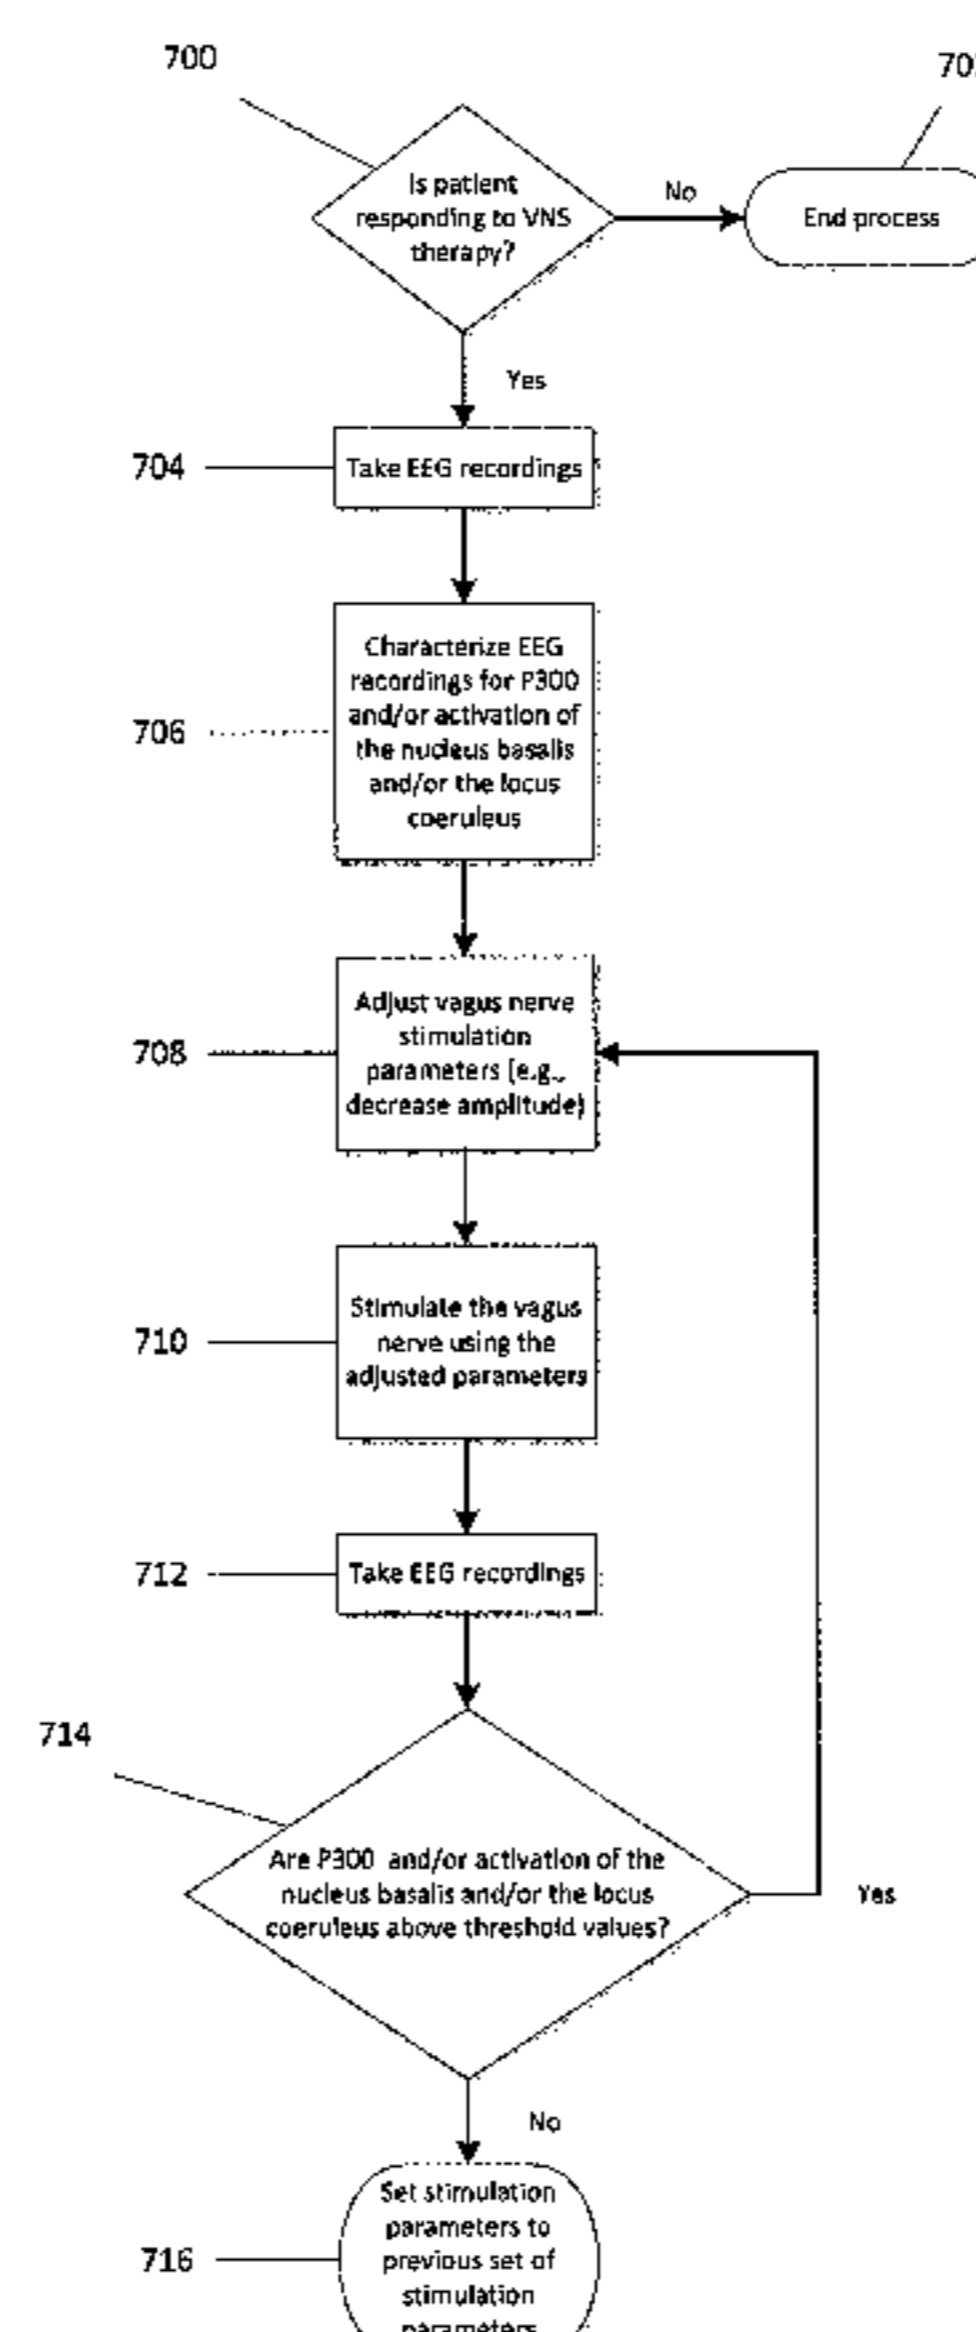 700
Is patient
responding to VNS
therapy?
No
End process
Yes
704
Take EEG recordings
706
Characterize EEG
recordings for P300
and/or activation of
the nucleus basalis
and/or the locus
coeruleus
708
Adjust vagus nerve
stimulation
parameters (e.g.,
decrease amplitude)
710
Stimulate the vagus
nerve using the
adjusted parameters
712
Take EEG recordings
714
Are P300 and/or activation of the
nucleus basalis and/or the locus
coeruleus above threshold values?
Yes
No
716
Set stimulation
parameters to
previous set of
stimulation
parameters